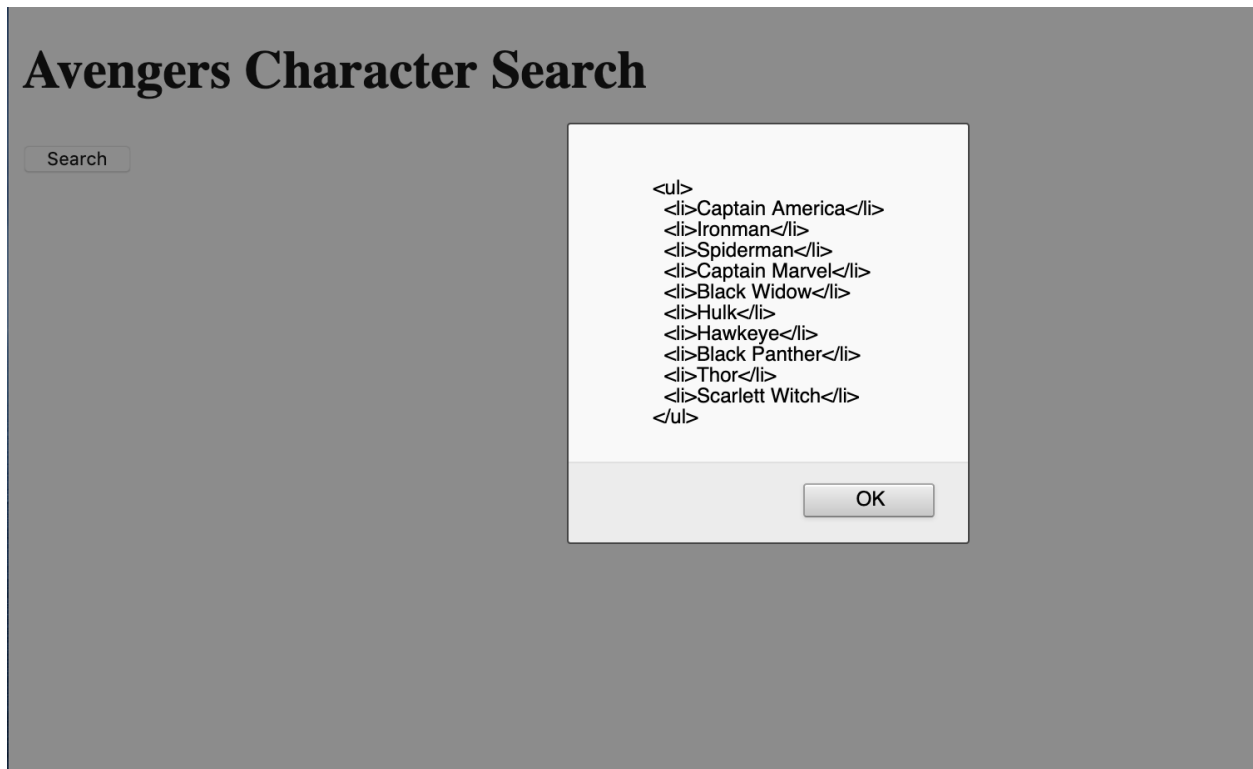 Avengers Character Search
Search
<ul>
<li>Captain America</li>
<li>Ironman</li>
<li>Spiderman</li>
<li>Captain Marvel</li>
<li>Black Widow</li>
<li>Hulk</li>
<li>Hawkeye</li>
<li>Black Panther</li>
<li>Thor</li>
<li>Scarlett Witch</li>
</ul>
OK